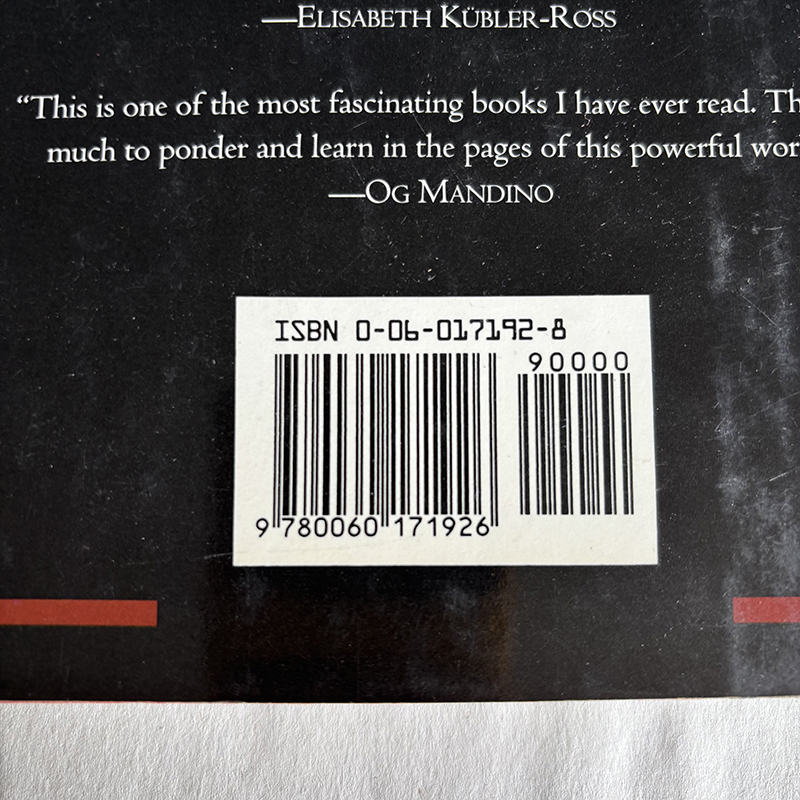 —ELISABETH KÜBLER-ROSS
“This is one of the most fascinating books I have ever read.
much to ponder and learn in the pages of this powerful
—OG MANDINO
ISBN 0-06-017192-8
90000
9 780060 171926